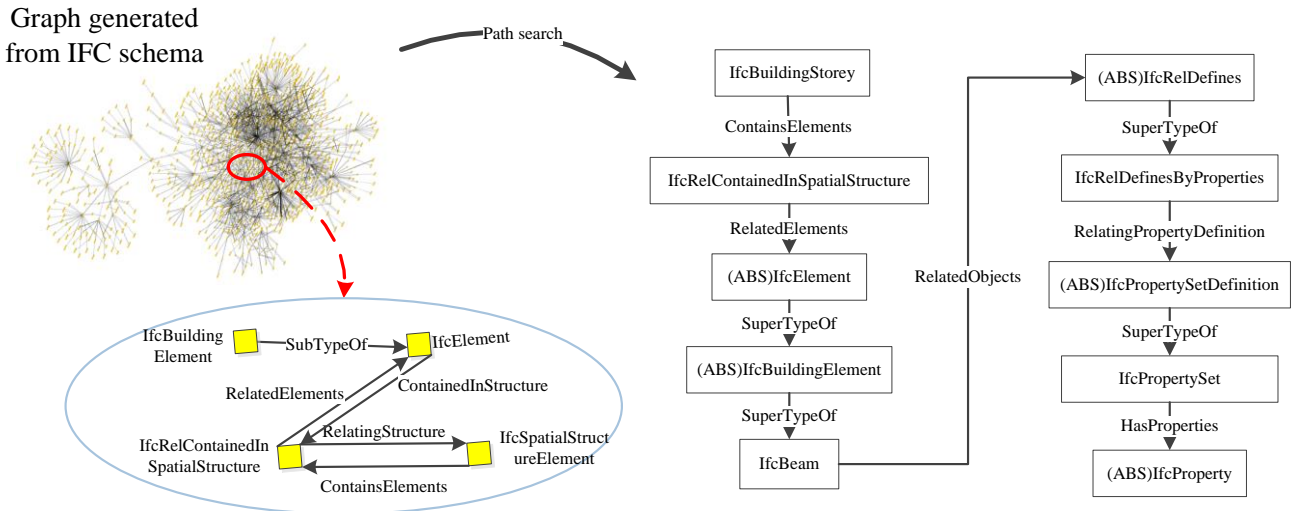 Graph generated
from IFC schema
Path search
IfcBuilding
Element
SubTypeOf
IfcElement
RelatedElements
ContainedInStructure
IfcRelContainedIn
SpatialStructure
RelatingStructure
IfcSpatialStruct
ureElement
ContainsElements
IfcBuildingStorey
ContainsElements
IfcRelContainedInSpatialStructure
RelatedElements
(ABS)IfcElement
SuperTypeOf
(ABS)IfcBuildingElement
SuperTypeOf
IfcBeam
RelatedObjects
(ABS)IfcRelDefines
SuperTypeOf
IfcRelDefinesByProperties
RelatingPropertyDefinition
(ABS)IfcPropertySetDefinition
SuperTypeOf
IfcPropertySet
HasProperties
(ABS)IfcProperty